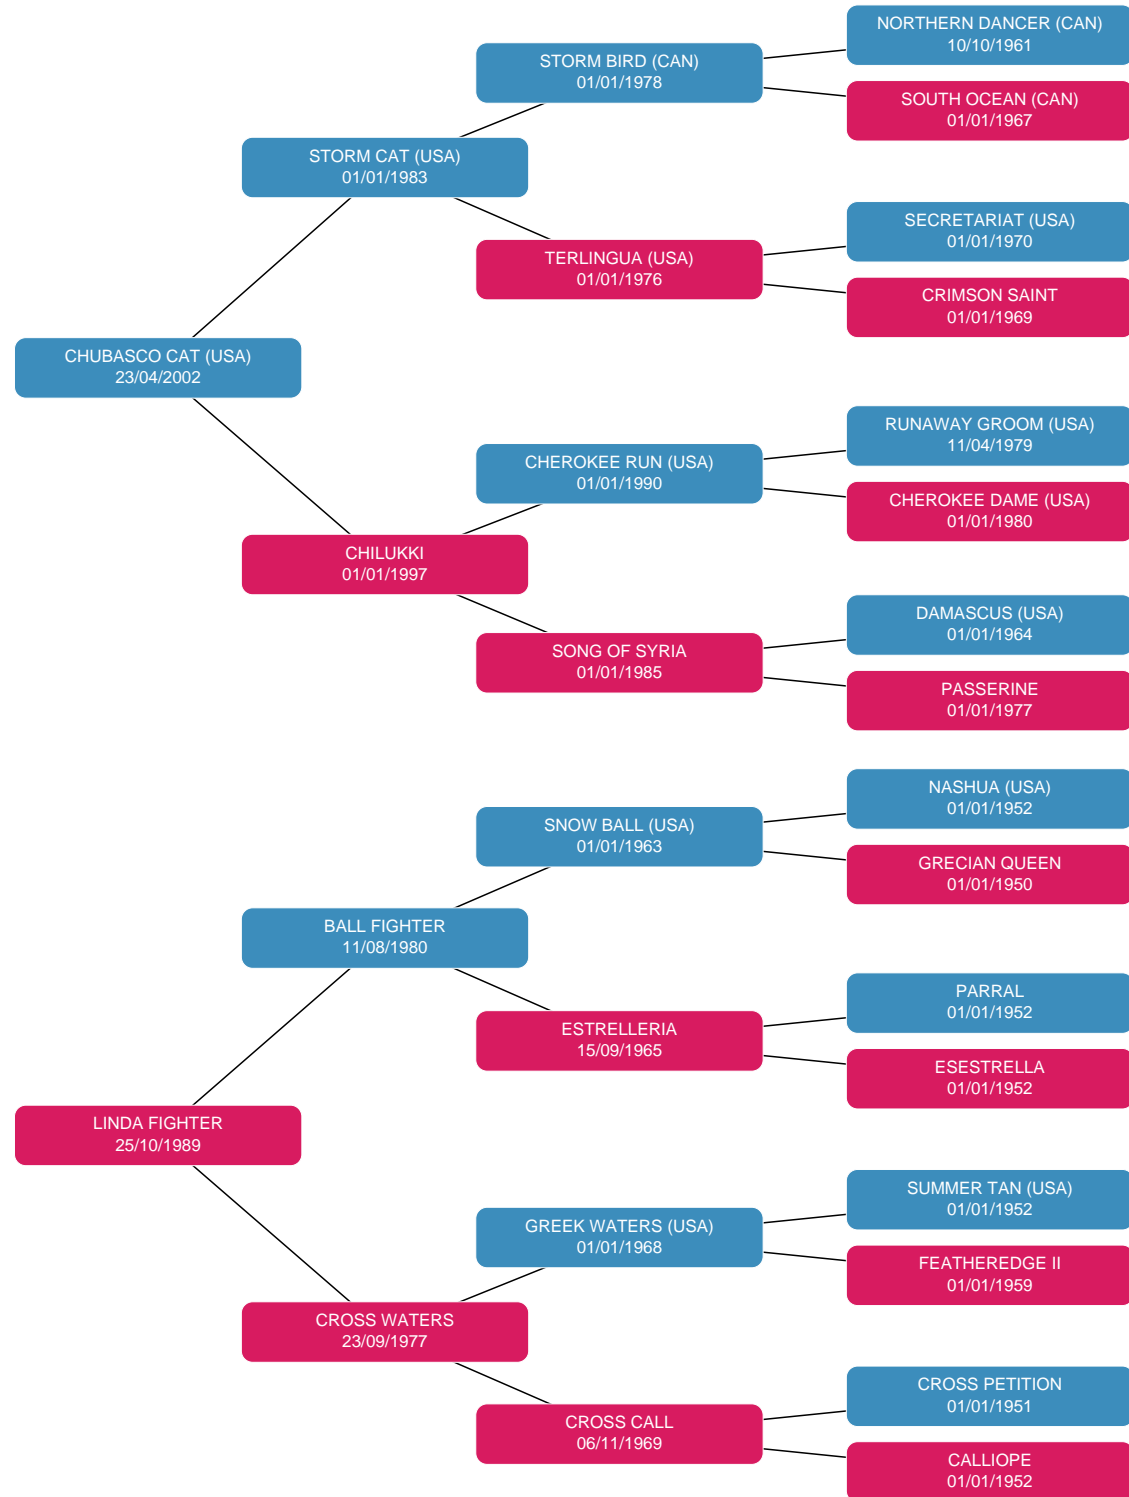 NORTHERN DANCER (CAN)
10/10/1961
STORM BIRD (CAN)
01/01/1978
SOUTH OCEAN (CAN)
01/01/1967
STORM CAT (USA)
01/01/1983
SECRETARIAT (USA)
01/01/1970
TERLINGUA (USA)
01/01/1976
CRIMSON SAINT
01/01/1969
CHUBASCO CAT (USA)
23/04/2002
RUNAWAY GROOM (USA)
11/04/1979
CHEROKEE RUN (USA)
01/01/1990
CHEROKEE DAME (USA)
01/01/1980
CHILUKKI
01/01/1997
DAMASCUS (USA)
01/01/1964
SONG OF SYRIA
01/01/1985
PASSERINE
01/01/1977
NASHUA (USA)
01/01/1952
SNOW BALL (USA)
01/01/1963
GRECIAN QUEEN
01/01/1950
BALL FIGHTER
11/08/1980
PARRAL
01/01/1952
ESTRELLERIA
15/09/1965
ESESTRELLA
01/01/1952
LINDA FIGHTER
25/10/1989
SUMMER TAN (USA)
01/01/1952
GREEK WATERS (USA)
01/01/1968
FEATHEREDGE II
01/01/1959
CROSS WATERS
23/09/1977
CROSS PETITION
01/01/1951
CROSS CALL
06/11/1969
CALLIOPE
01/01/1952